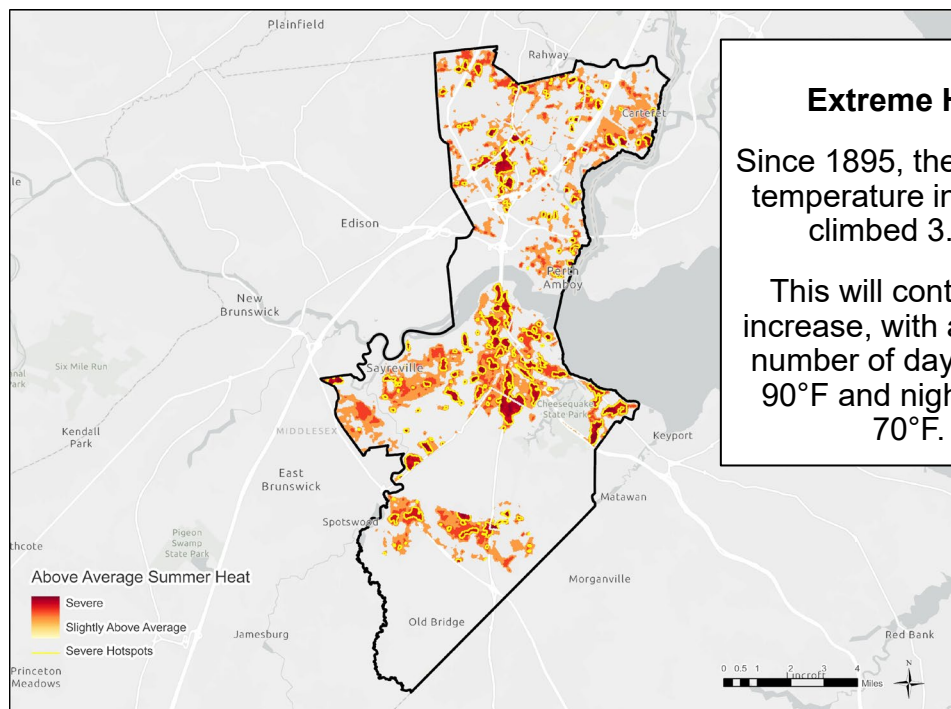 Plainfield
Rahway
Carteret
Edison
Perth
Amboy
New
Brunswick
Six Mile Run
Sayreville
Cheesequake
State Park
Kendall
Park
MIDDLESEX
Keyport
East
Brunswick
Matawan
Spotswood
Pigeon
Swamp
State Park
Morganville
Old Bridge
Jamesburg
Red Bank
Princeton
Meadows
Lincroft
Extreme H
Since 1895, the
temperature in
climbed 3.
This will cont
increase, with a
number of day
90°F and nigh
70°F.
Above Average Summer Heat
Severe
Slightly Above Average
Severe Hotspots
0 0.5 1 2 3 4
Miles
N